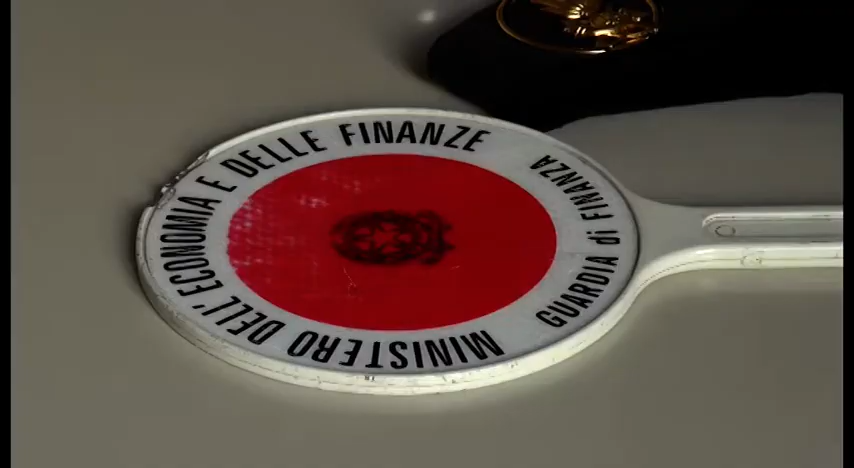 MINISTERO DELL'ECONOMIA E DELLE FINANZE
GUARDIA di FINANZA